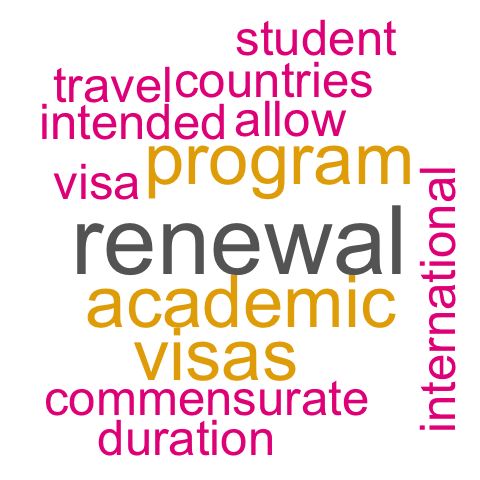 student
travel countries
intended allow
program
visa
renewal
academic
visas
commensurate
duration
international